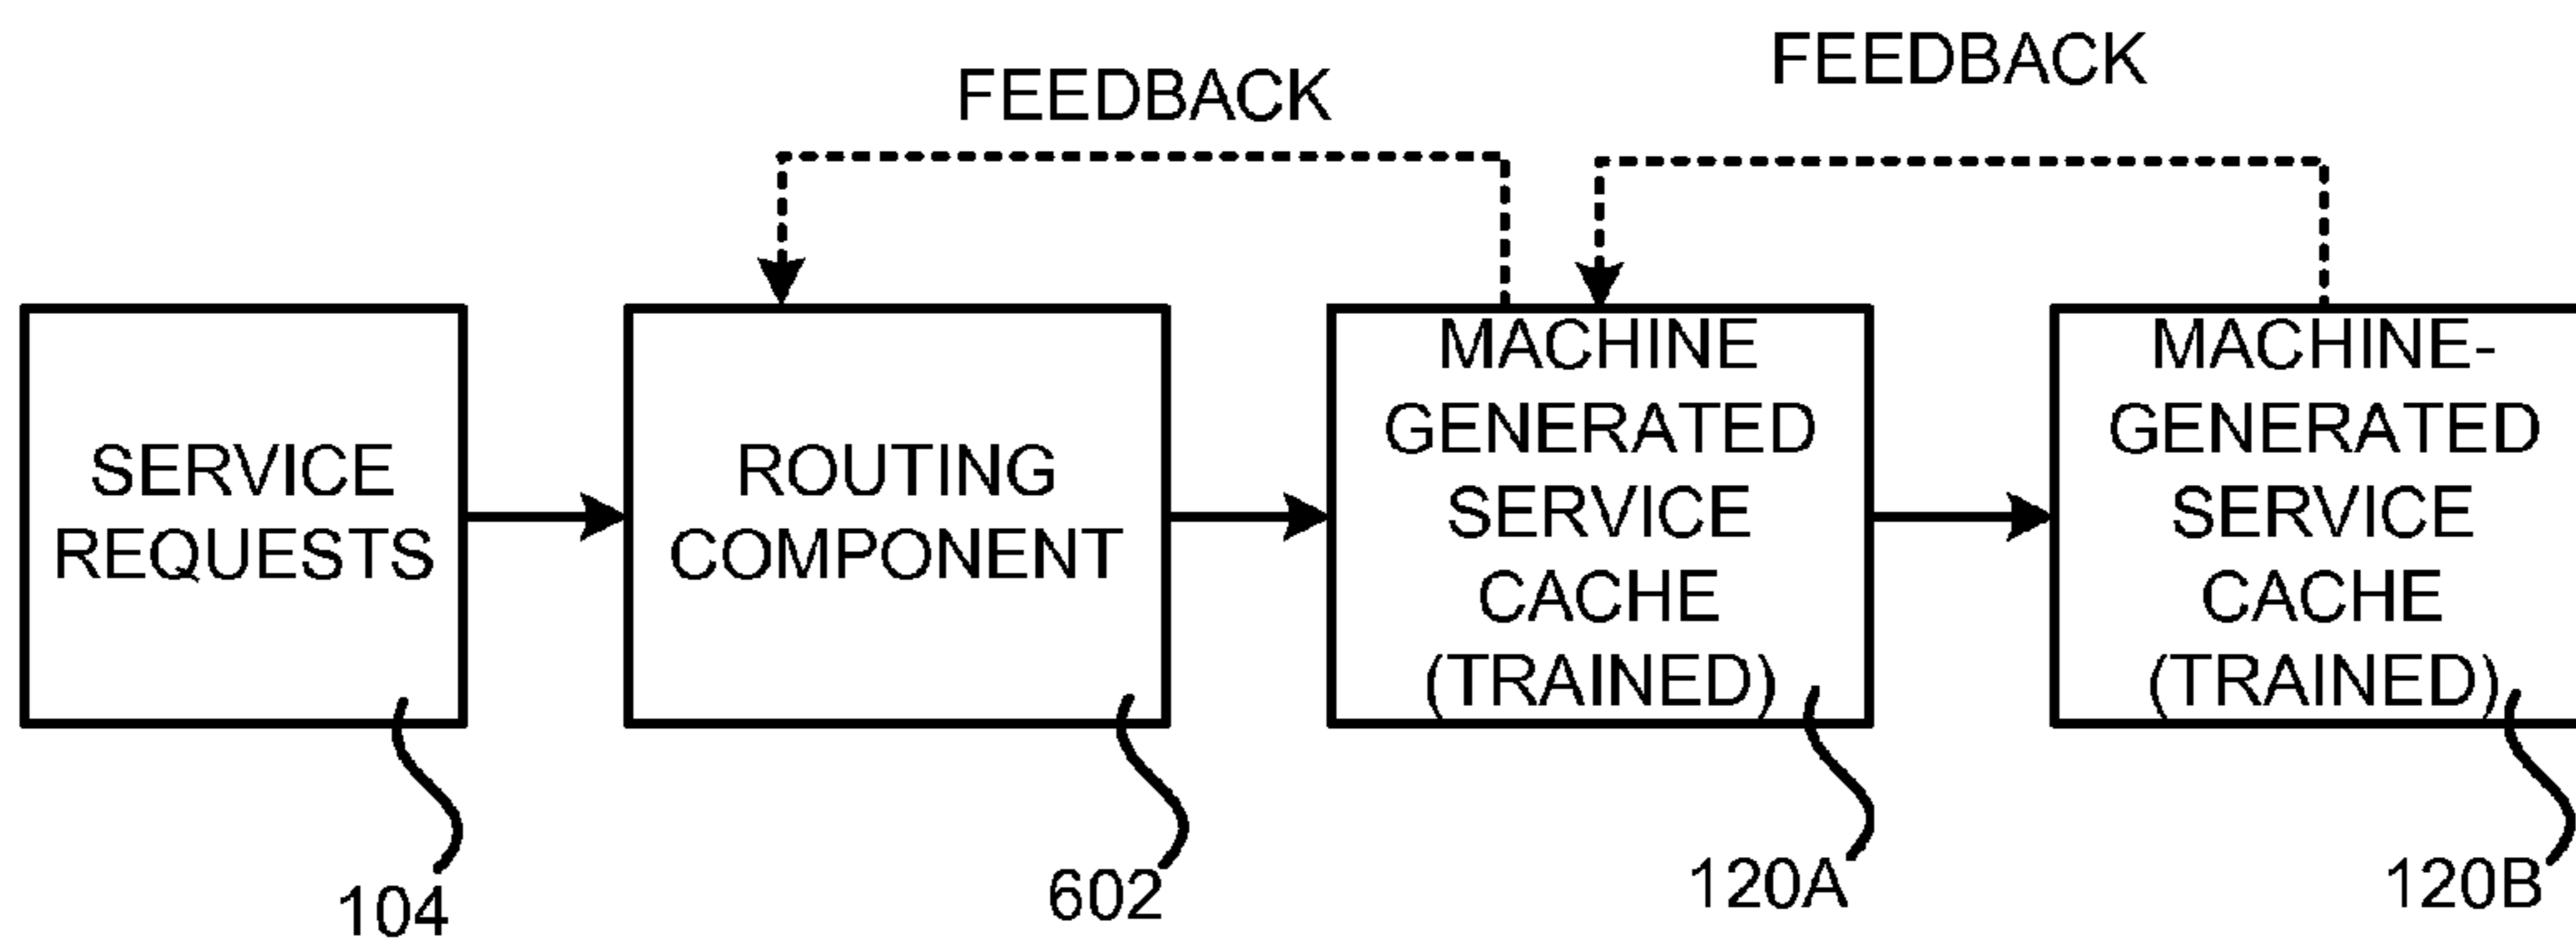 FEEDBACK
FEEDBACK
SERVICE
REQUESTS
ROUTING
COMPONENT
MACHINE
GENERATED
SERVICE
CACHE
(TRAINED)
MACHINE-
GENERATED
SERVICE
CACHE
(TRAINED)
104
602
120A
120B